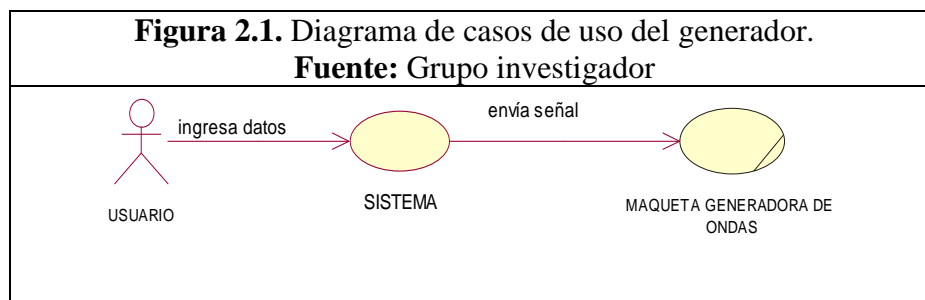 Figura 2.1. Diagrama de casos de uso del generador.
Fuente: Grupo investigador
ingresa datos
envía señal
USUARIO
SISTEMA
MAQUETA GENERADORA DE
ONDAS